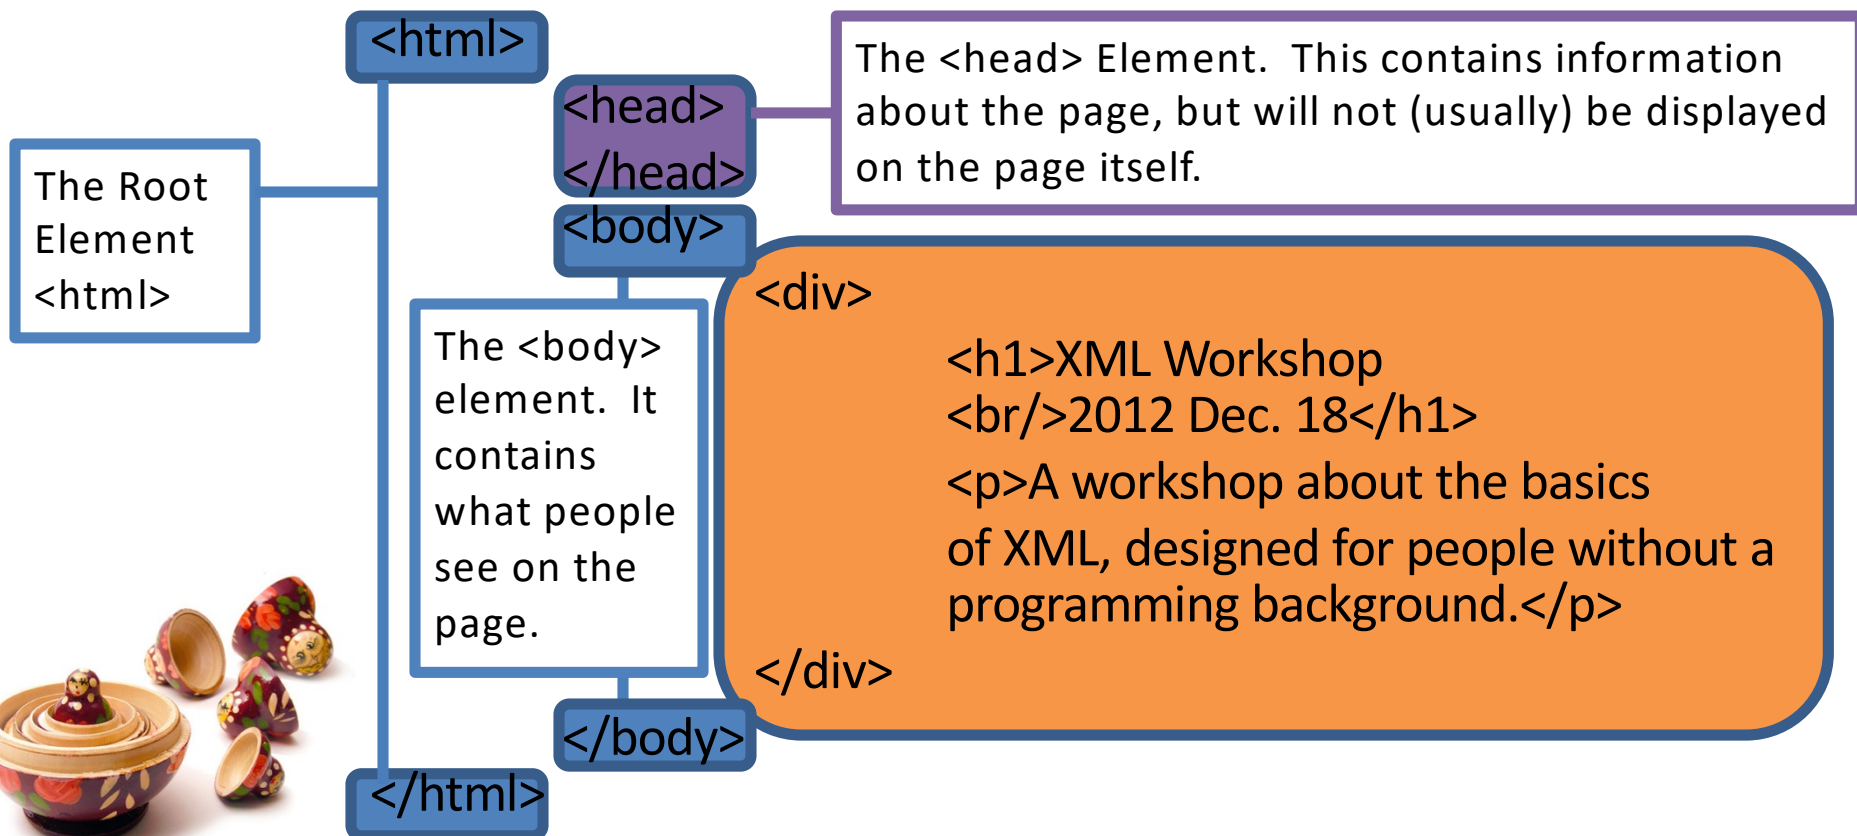 <html>
<head>
</head>
The <head> Element.  This contains information
about the page, but will not (usually) be displayed
on the page itself.
The Root
Element
<html>
<body>
The <body>
element.  It
contains
what people
see on the
page.
<div>
<h1>XML Workshop
<br/>2012 Dec. 18</h1>
<p>A workshop about the basics
of XML, designed for people without a
programming background.</p>
</div>
</body>
</html>